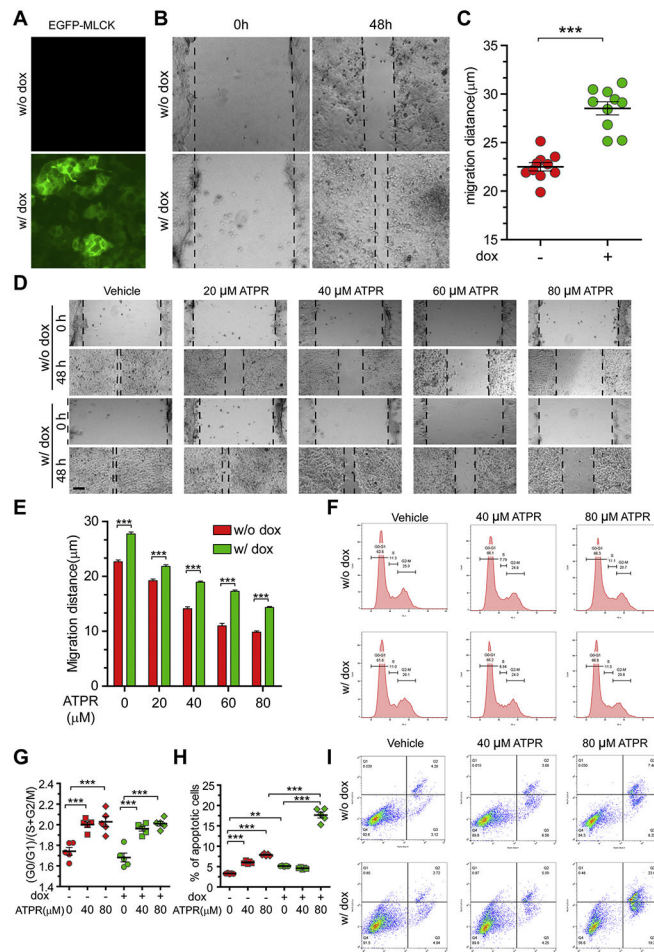 A
EGFP-MLCK
w/o dox
w/ dox
B
0h
48h
w/o dox
w/ dox
C
***
migration diatance(μm)
35
30
25
20
15
dox
-
+
D
Vehicle
20 μM ATPR
40 μM ATPR
60 μM ATPR
80 μM ATPR
w/o dox
0 h
48 h
w/ dox
0 h
48 h
E
Migration distance(μm)
30
20
10
0
w/o dox
w/ dox
***
***
***
***
***
ATPR
(μM)
0
20
40
60
80
F
Vehicle
40 μM ATPR
80 μM ATPR
w/o dox
w/ dox
G
(G0/G1)/(S+G2/M)
2.4
2.2
2.0
1.8
1.6
1.4
***
***
***
***
dox
- - - + + +
ATPR(μM) 0 40 80 0 40 80
H
% of apoptotic cells
25
20
15
10
5
0
***
**
***
***
***
dox - - - + + +
ATPR(μM) 0 40 80 0 40 80
I
Vehicle
40 μM ATPR
80 μM ATPR
w/o dox
w/ dox